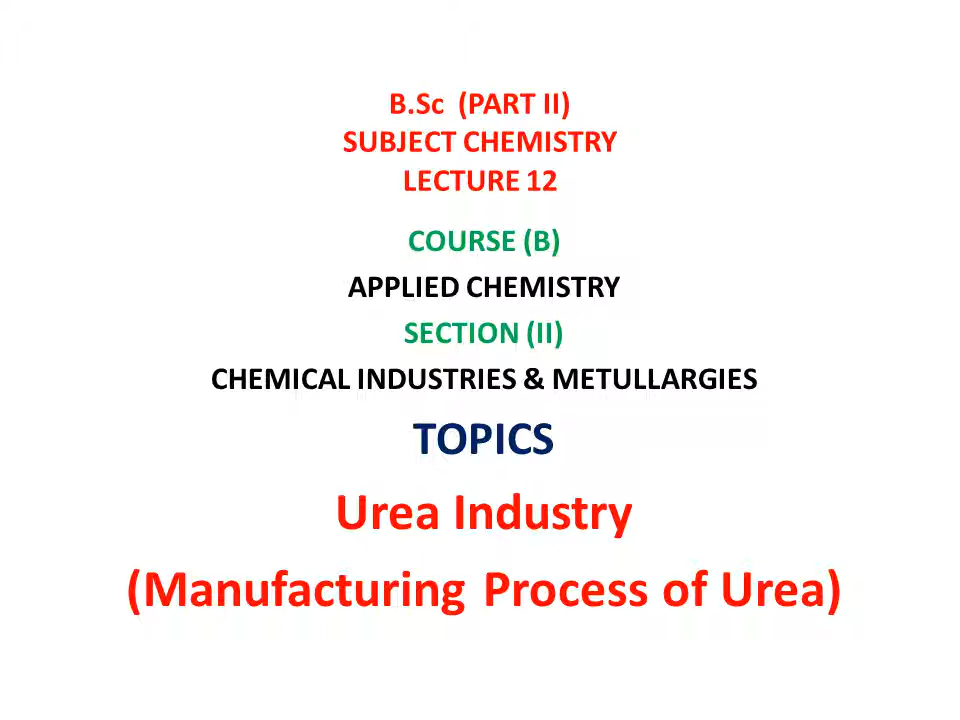 B.Sc (PART II)
SUBJECT CHEMISTRY
LECTURE 12
COURSE (B)
APPLIED CHEMISTRY
SECTION (II)
CHEMICAL INDUSTRIES & METULLARGIES
TOPICS
Urea Industry
(Manufacturing Process of Urea)